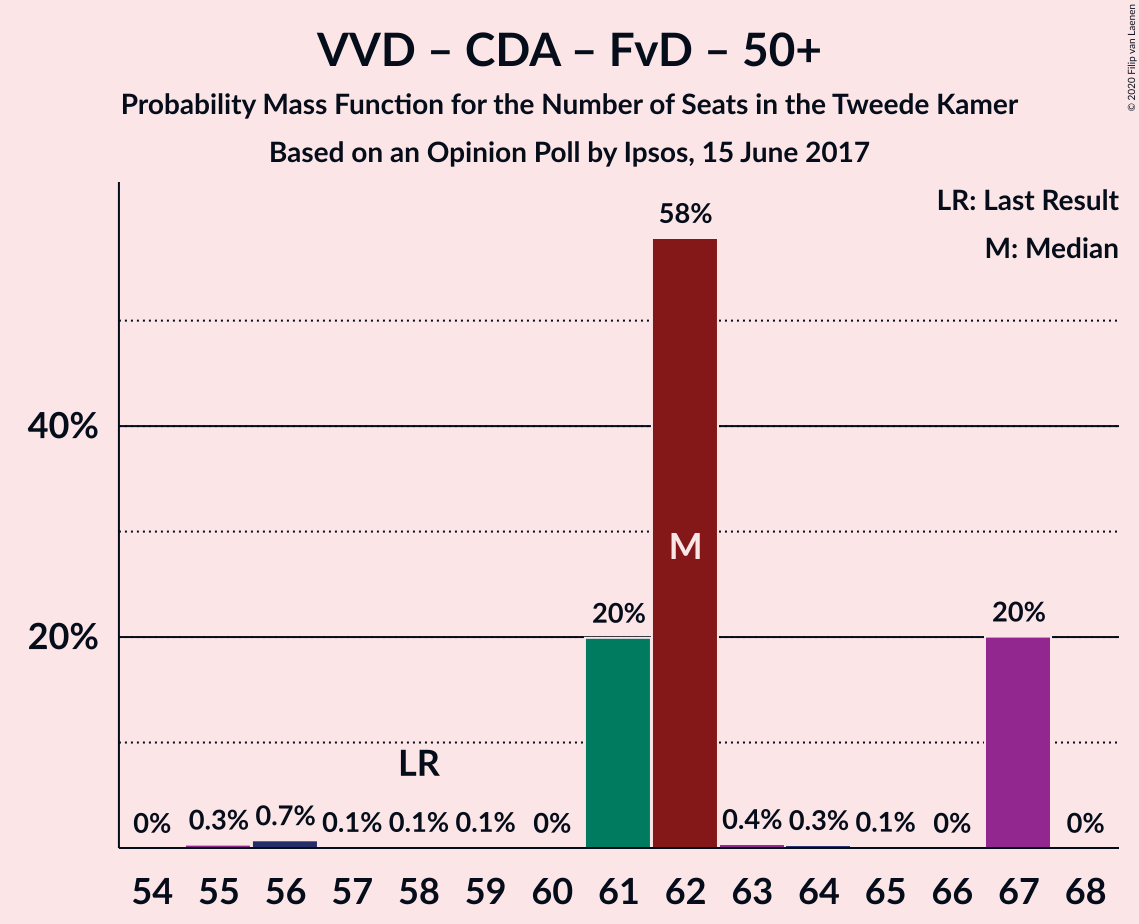 VVD – CDA – FvD – 50+
Probability Mass Function for the Number of Seats in the Tweede Kamer
Based on an Opinion Poll by Ipsos, 15 June 2017
© 2020 Filip van Laenen
LR: Last Result
M: Median
58%
40%
M
20%
20%
20%
LR
0% 0.3% 0.7% 0.1% 0.1% 0.1% 0% 0.4% 0.3% 0.1% 0% 0%
54 55 56 57 58 59 60 61 62 63 64 65 66 67 68